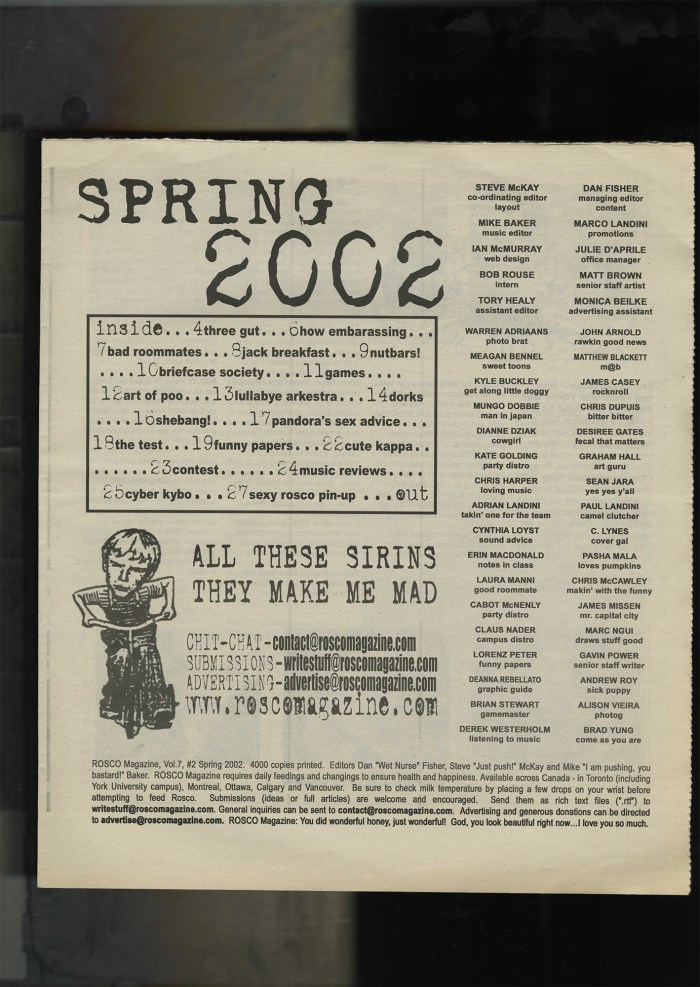 SPRING
2002
inside...4three gut...6how embarassing...
7bad roommates...8jack breakfast...9nutbars!
....10briefcase society....11games....
12art of poo...13lullabye arkestra...14dorks
....16shebang!....17pandora's sex advice...
18the test...19funny papers...22cute kappa..
......23contest......24music reviews....
25cyber kybo...27sexy rosco pin-up ...out
ALL THESE SIRINS
THEY MAKE ME MAD
CHIT-CHAT-contact@roscomagazine.com
SUBMISSIONS-writestuff@roscomagazine.com
ADVERTISING-advertise@roscomagazine.com
www.roscomagazine.com
STEVE McKAY
co-ordinating editor
layout
MIKE BAKER
music editor
IAN McMURRAY
web design
BOB ROUSE
intern
TORY HEALY
assistant editor
WARREN ADRIAANS
photo brat
MEAGAN BENNEL
sweet toons
KYLE BUCKLEY
get along little doggy
MUNGO DOBBIE
man in japan
DIANNE DZIAK
cowgirl
KATE GOLDING
party distro
CHRIS HARPER
loving music
ADRIAN LANDINI
takin' one for the team
CYNTHIA LOYST
sound advice
ERIN MACDONALD
notes in class
LAURA MANNI
good roommate
CABOT McNENLY
party distro
CLAUS NADER
campus distro
LORENZ PETER
funny papers
DEANNA REBELLATO
graphic guide
BRIAN STEWART
gamemaster
DEREK WESTERHOLM
listening to music
DAN FISHER
managing editor
content
MARCO LANDINI
promotions
JULIE D'APRILE
office manager
MATT BROWN
senior staff artist
MONICA BEILKE
advertising assistant
JOHN ARNOLD
rawkin good news
MATTHEW BLACKETT
m@b
JAMES CASEY
rocknroll
CHRIS DUPUIS
bitter bitter
DESIREE GATES
fecal that matters
GRAHAM HALL
art guru
SEAN JARA
yes yes y'all
PAUL LANDINI
camel clutcher
C. LYNES
cover gal
PASHA MALA
loves pumpkins
CHRIS McCAWLEY
makin' with the funny
JAMES MISSEN
mr. capital city
MARC NGUI
draws stuff good
GAVIN POWER
senior staff writer
ANDREW ROY
sick puppy
ALISON VIEIRA
photog
BRAD YUNG
come as you are
ROSCO Magazine, Vol.7, #2 Spring 2002. 4000 copies printed. Editors Dan "Wet Nurse" Fisher, Steve "Just push!" McKay and Mike "I am pushing, you
bastard!" Baker. ROSCO Magazine requires daily feedings and changings to ensure health and happiness. Available across Canada - in Toronto (including
York University campus), Montreal, Ottawa, Calgary and Vancouver. Be sure to check milk temperature by placing a few drops on your wrist before
attempting to feed Rosco. Submissions (ideas or full articles) are welcome and encouraged. Send them as rich text files (".rtf") to
writestuff@roscomagazine.com. General inquiries can be sent to contact@roscomagazine.com. Advertising and generous donations can be directed
to advertise@roscomagazine.com. ROSCO Magazine: You did wonderful honey, just wonderful! God, you look beautiful right now...I love you so much.